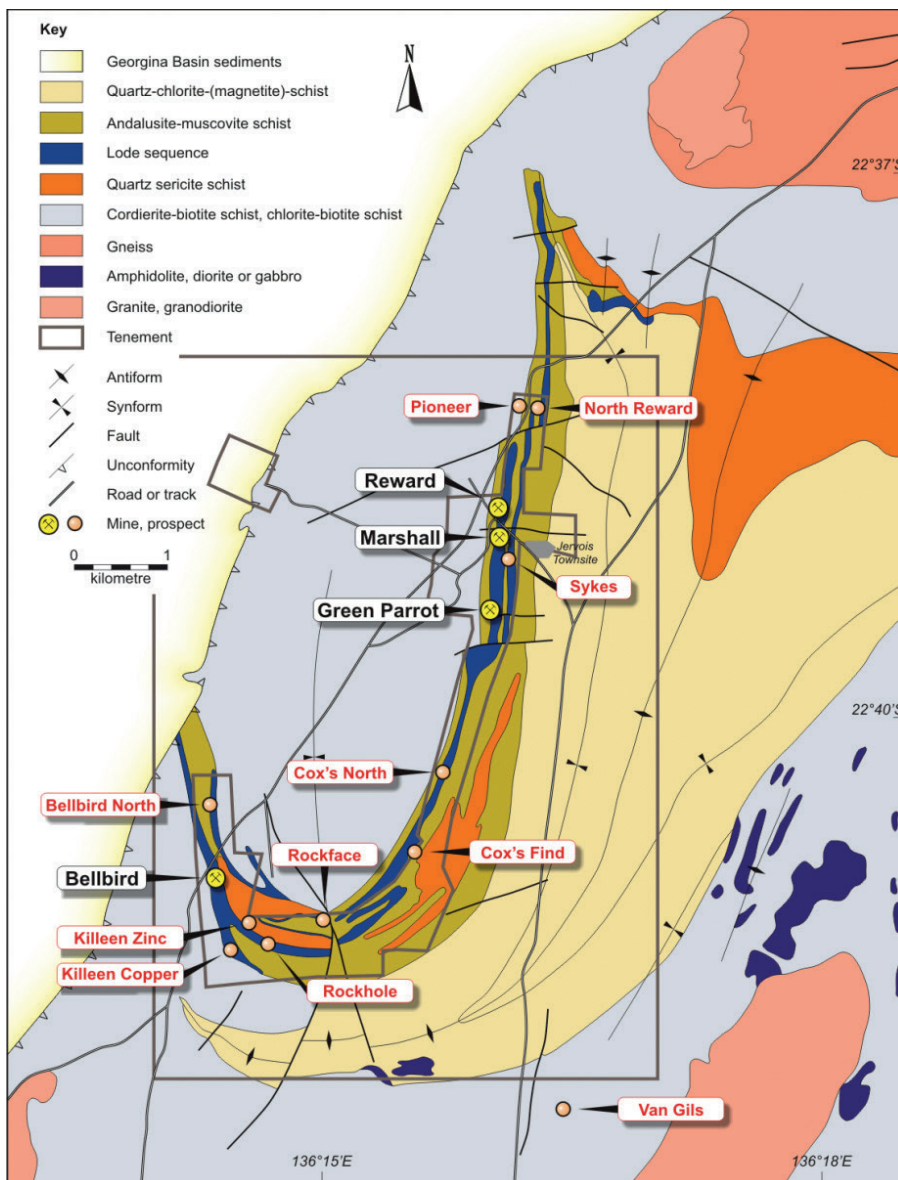 Key
Georgina Basin sediments
Quartz-chlorite-(magnetite)-schist
Andalusite-muscovite schist
Lode sequence
Quartz sericite schist
Cordierite-biotite schist, chlorite-biotite schist
Gneiss
Amphidolite, diorite or gabbro
Granite, granodiorite
Tenement
Antiform
Synform
Fault
Unconformity
Road or track
Mine, prospect
0 1
kilometre
N
22°37'S
Pioneer
North Reward
Reward
Marshall
Jervois
Townsite
Sykes
Green Parrot
22°40'S
Cox's North
Bellbird North
Rockface
Cox's Find
Bellbird
Killeen Zinc
Killeen Copper
Rockhole
Van Gils
136°15'E
136°18'E